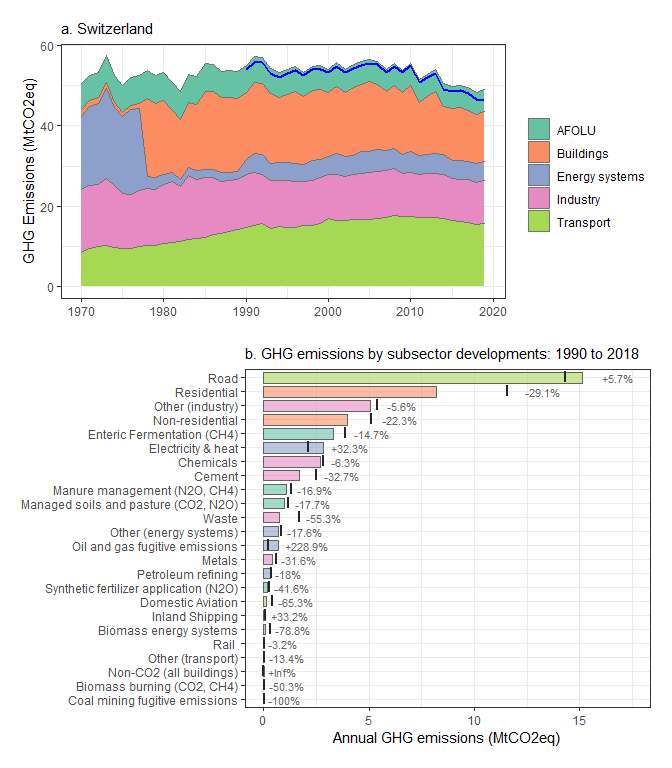 a. Switzerland
GHG Emissions (MtCO2eq)
60
40
20
0
1970
1980
1990
2000
2010
2020
AFOLU
Buildings
Energy systems
Industry
Transport
b. GHG emissions by subsector developments: 1990 to 2018
Road +5.7%
Residential -29.1%
Other (industry) -5.6%
Non-residential -22.3%
Enteric Fermentation (CH4) -14.7%
Electricity & heat +32.3%
Chemicals -6.3%
Cement -32.7%
Manure management (N2O, CH4) -16.9%
Managed soils and pasture (CO2, N2O) -17.7%
Waste -55.3%
Other (energy systems) -17.6%
Oil and gas fugitive emissions +228.9%
Metals -31.6%
Petroleum refining -18%
Synthetic fertilizer application (N2O) -41.6%
Domestic Aviation -65.3%
Inland Shipping +33.2%
Biomass energy systems -78.8%
Rail -3.2%
Other (transport) -13.4%
Non-CO2 (all buildings) +Inf%
Biomass burning (CO2, CH4) -50.3%
Coal mining fugitive emissions -100%
0
5
10
15
Annual GHG emissions (MtCO2eq)